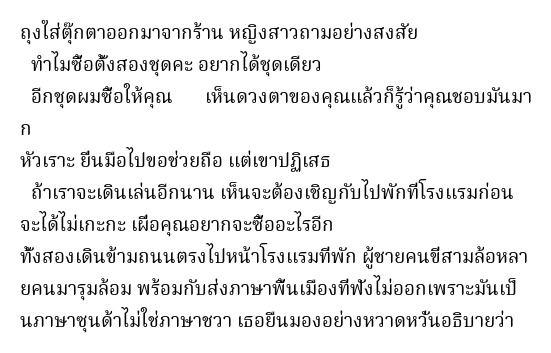 ถุงใส่ตุ๊กตาออกมาจากร้าน หญิงสาวถามอย่างสงสัย
ทำไมซื้อตั้งสองชุดคะ อยากได้ชุดเดียว
อีกชุดผมซื้อให้คุณ เห็นดวงตาของคุณแล้วก็รู้ว่าคุณชอบมันมา
ก
หัวเราะ ยื่นมือไปขอช่วยถือ แต่เขาปฏิเสธ
ถ้าเราจะเดินเล่นอีกนาน เห็นจะต้องเชิญกับไปพักที่โรงแรมก่อน
จะได้ไม่เกะกะ เผื่อคุณอยากจะซื้ออะไรอีก
ทั้งสองเดินข้ามถนนตรงไปหน้าโรงแรมที่พัก ผู้ชายคนขี่สามล้อหลา
ยคนมารุมล้อม พร้อมกับส่งภาษาพื้นเมืองที่ฟังไม่ออกเพราะมันเป็
นภาษาซุนด้าไม่ใช่ภาษาชวา เธอยืนมองอย่างหวาดหวั่นอธิบายว่า